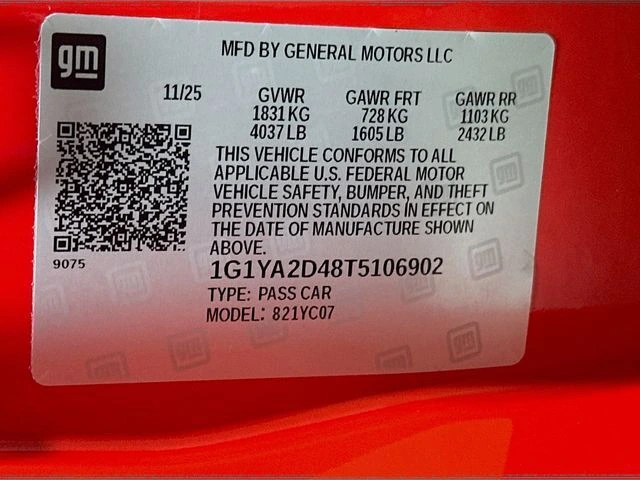 gm
MFD BY GENERAL MOTORS LLC
11/25 GVWR GAWR FRT GAWR RR
1831 KG 728 KG 1103 KG
4037 LB 1605 LB 2432 LB
THIS VEHICLE CONFORMS TO ALL
APPLICABLE U.S. FEDERAL MOTOR
VEHICLE SAFETY, BUMPER, AND THEFT
PREVENTION STANDARDS IN EFFECT ON
THE DATE OF MANUFACTURE SHOWN
ABOVE.
9075
1G1YA2D48T5106902
TYPE: PASS CAR
MODEL: 821YC07